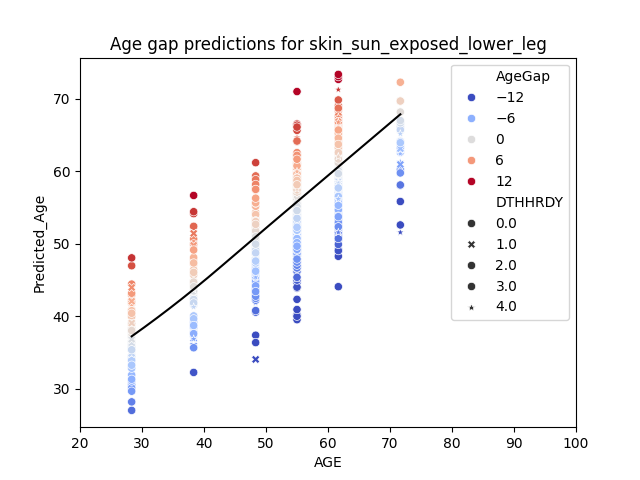 Age gap predictions for skin_sun_exposed_lower_leg
Predicted_Age
70
60
50
40
30
20 30 40 50 60 70 80 90 100
AGE
AgeGap
−12
−6
0
6
12
DTHHRDY
0.0
1.0
2.0
3.0
4.0